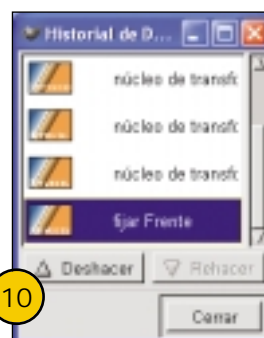 Historial de D...
núcleo de transfc
núcleo de transfc
núcleo de transfc
fijar Frente
Deshacer
Rehacer
10
Cerrar